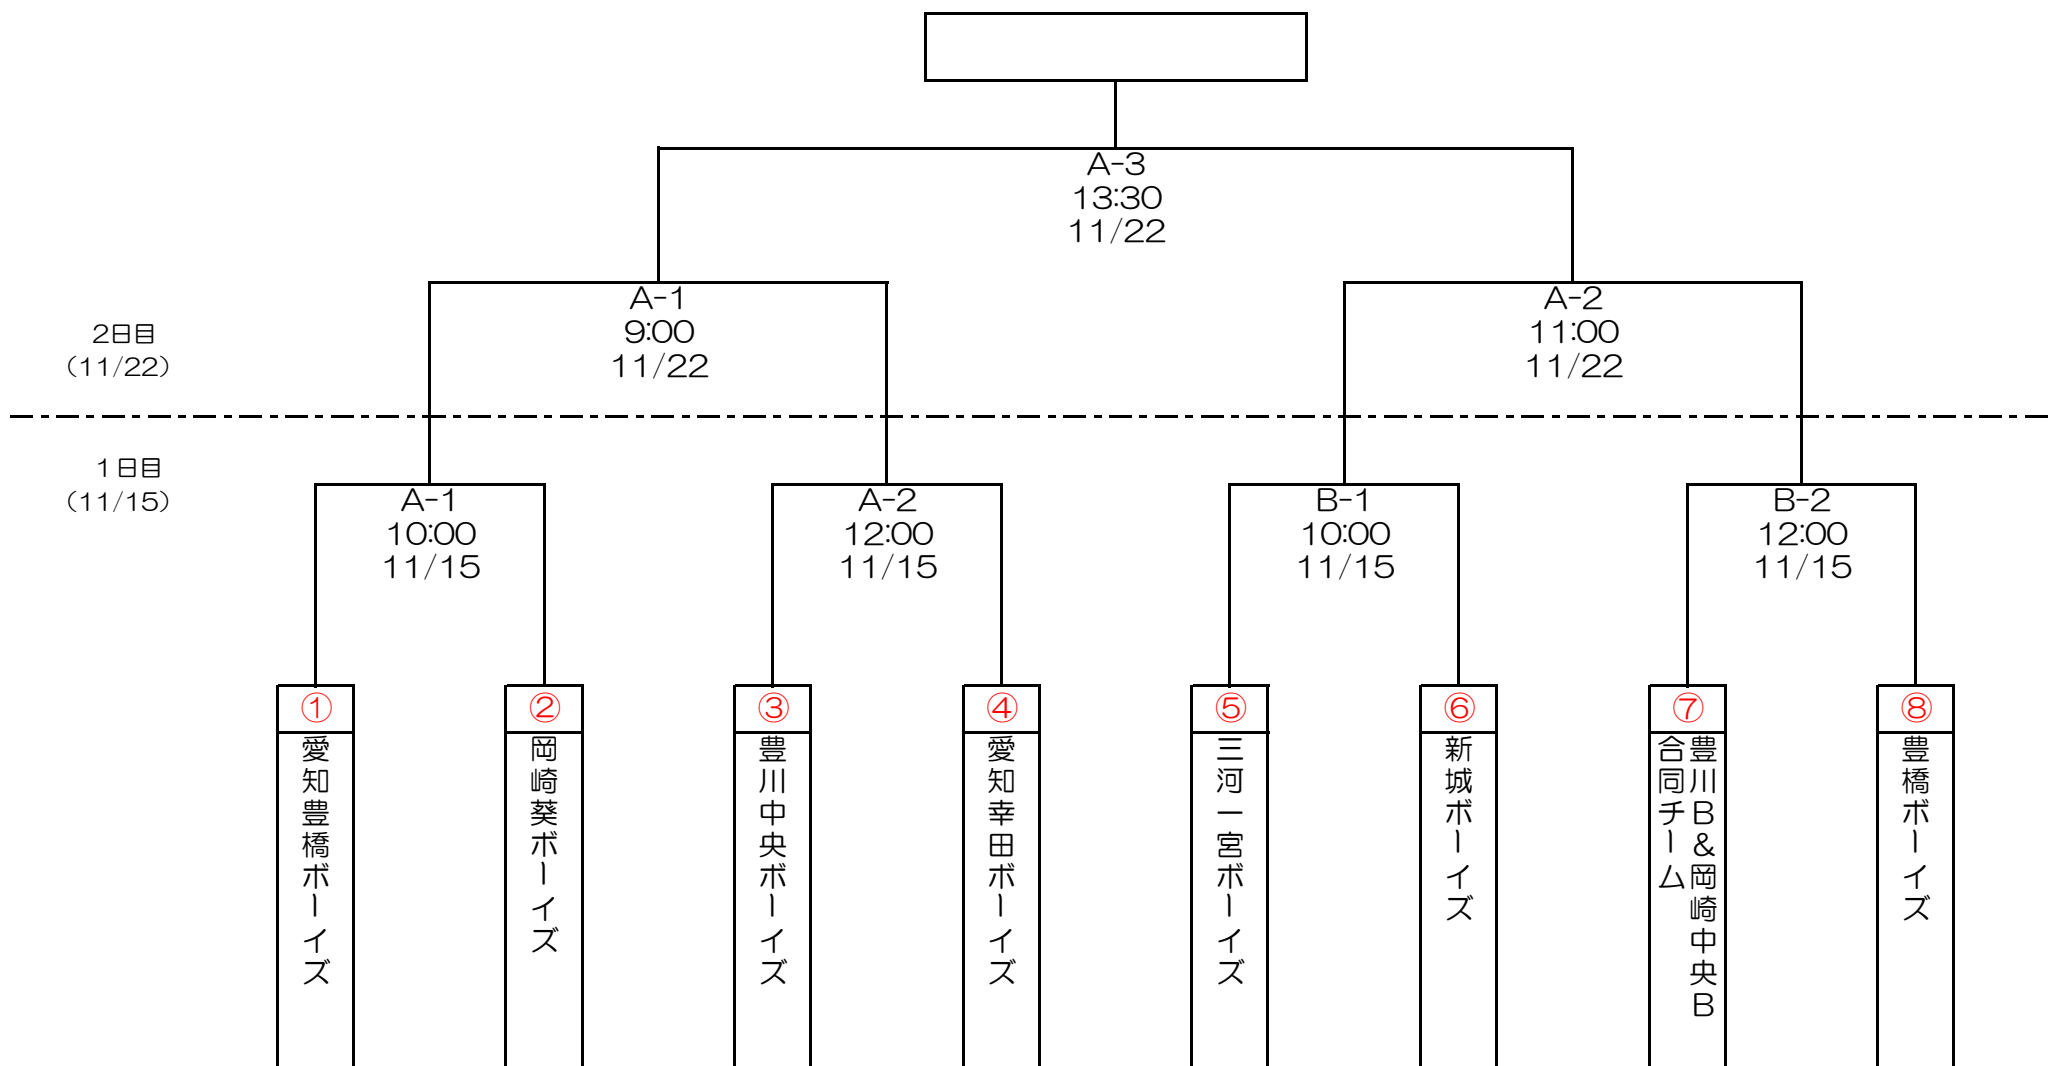 A-3
13:30
11/22
2日目
(11/22)
A-1
9:00
11/22
A-2
11:00
11/22
1日目
(11/15)
A-1
10:00
11/15
A-2
12:00
11/15
B-1
10:00
11/15
B-2
12:00
11/15
①
愛知豊橋ボーイズ
②
岡崎葵ボーイズ
③
豊川中央ボーイズ
④
愛知幸田ボーイズ
⑤
三河一宮ボーイズ
⑥
新城ボーイズ
⑦
豊川B&岡崎中央B
合同チーム
⑧
豊橋ボーイズ